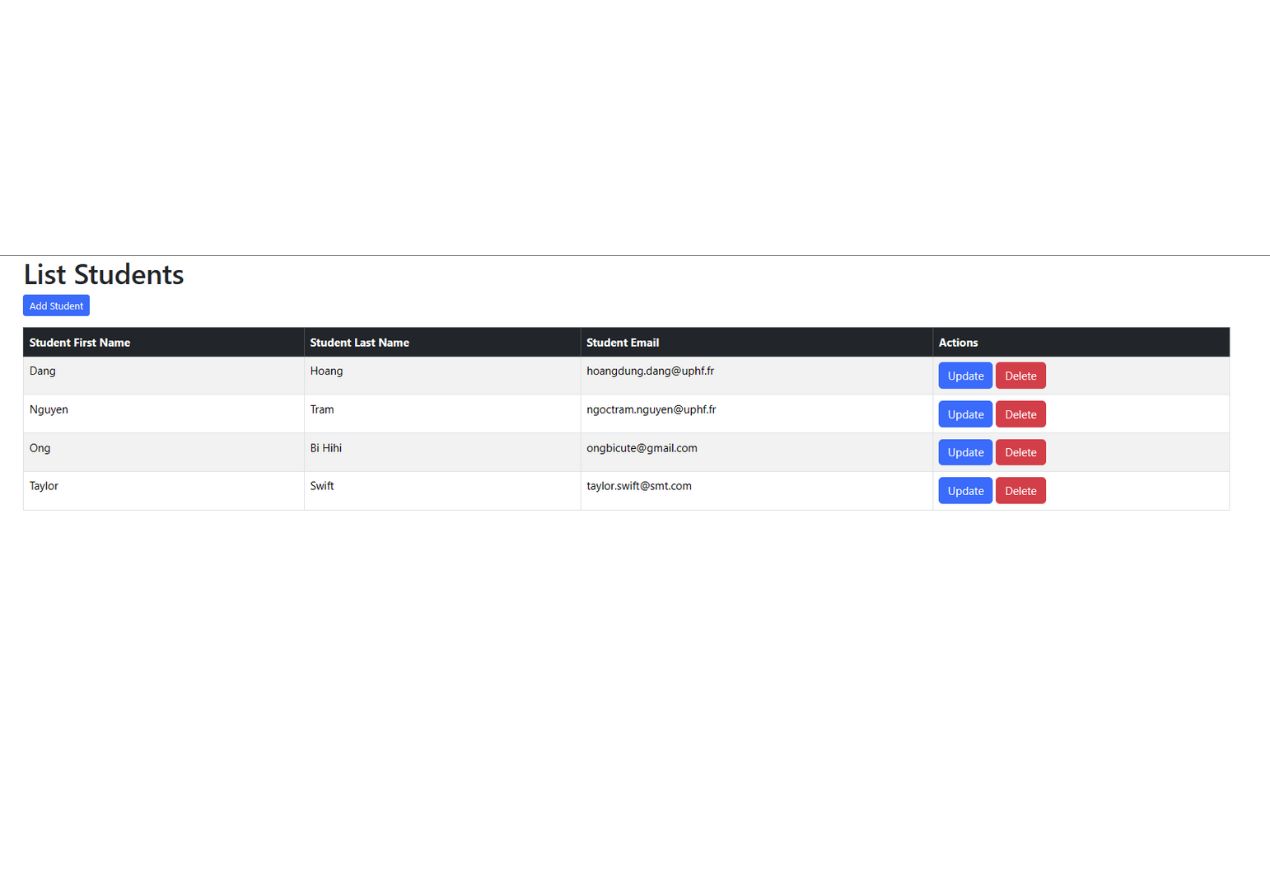 List Students
Add Student
Student First Name Student Last Name Student Email Actions
Dang Hoang hoangdung.dang@uphf.fr Update Delete
Nguyen Tram ngoctram.nguyen@uphf.fr Update Delete
Ong Bi Hihi ongbicute@gmail.com Update Delete
Taylor Swift taylor.swift@smt.com Update Delete